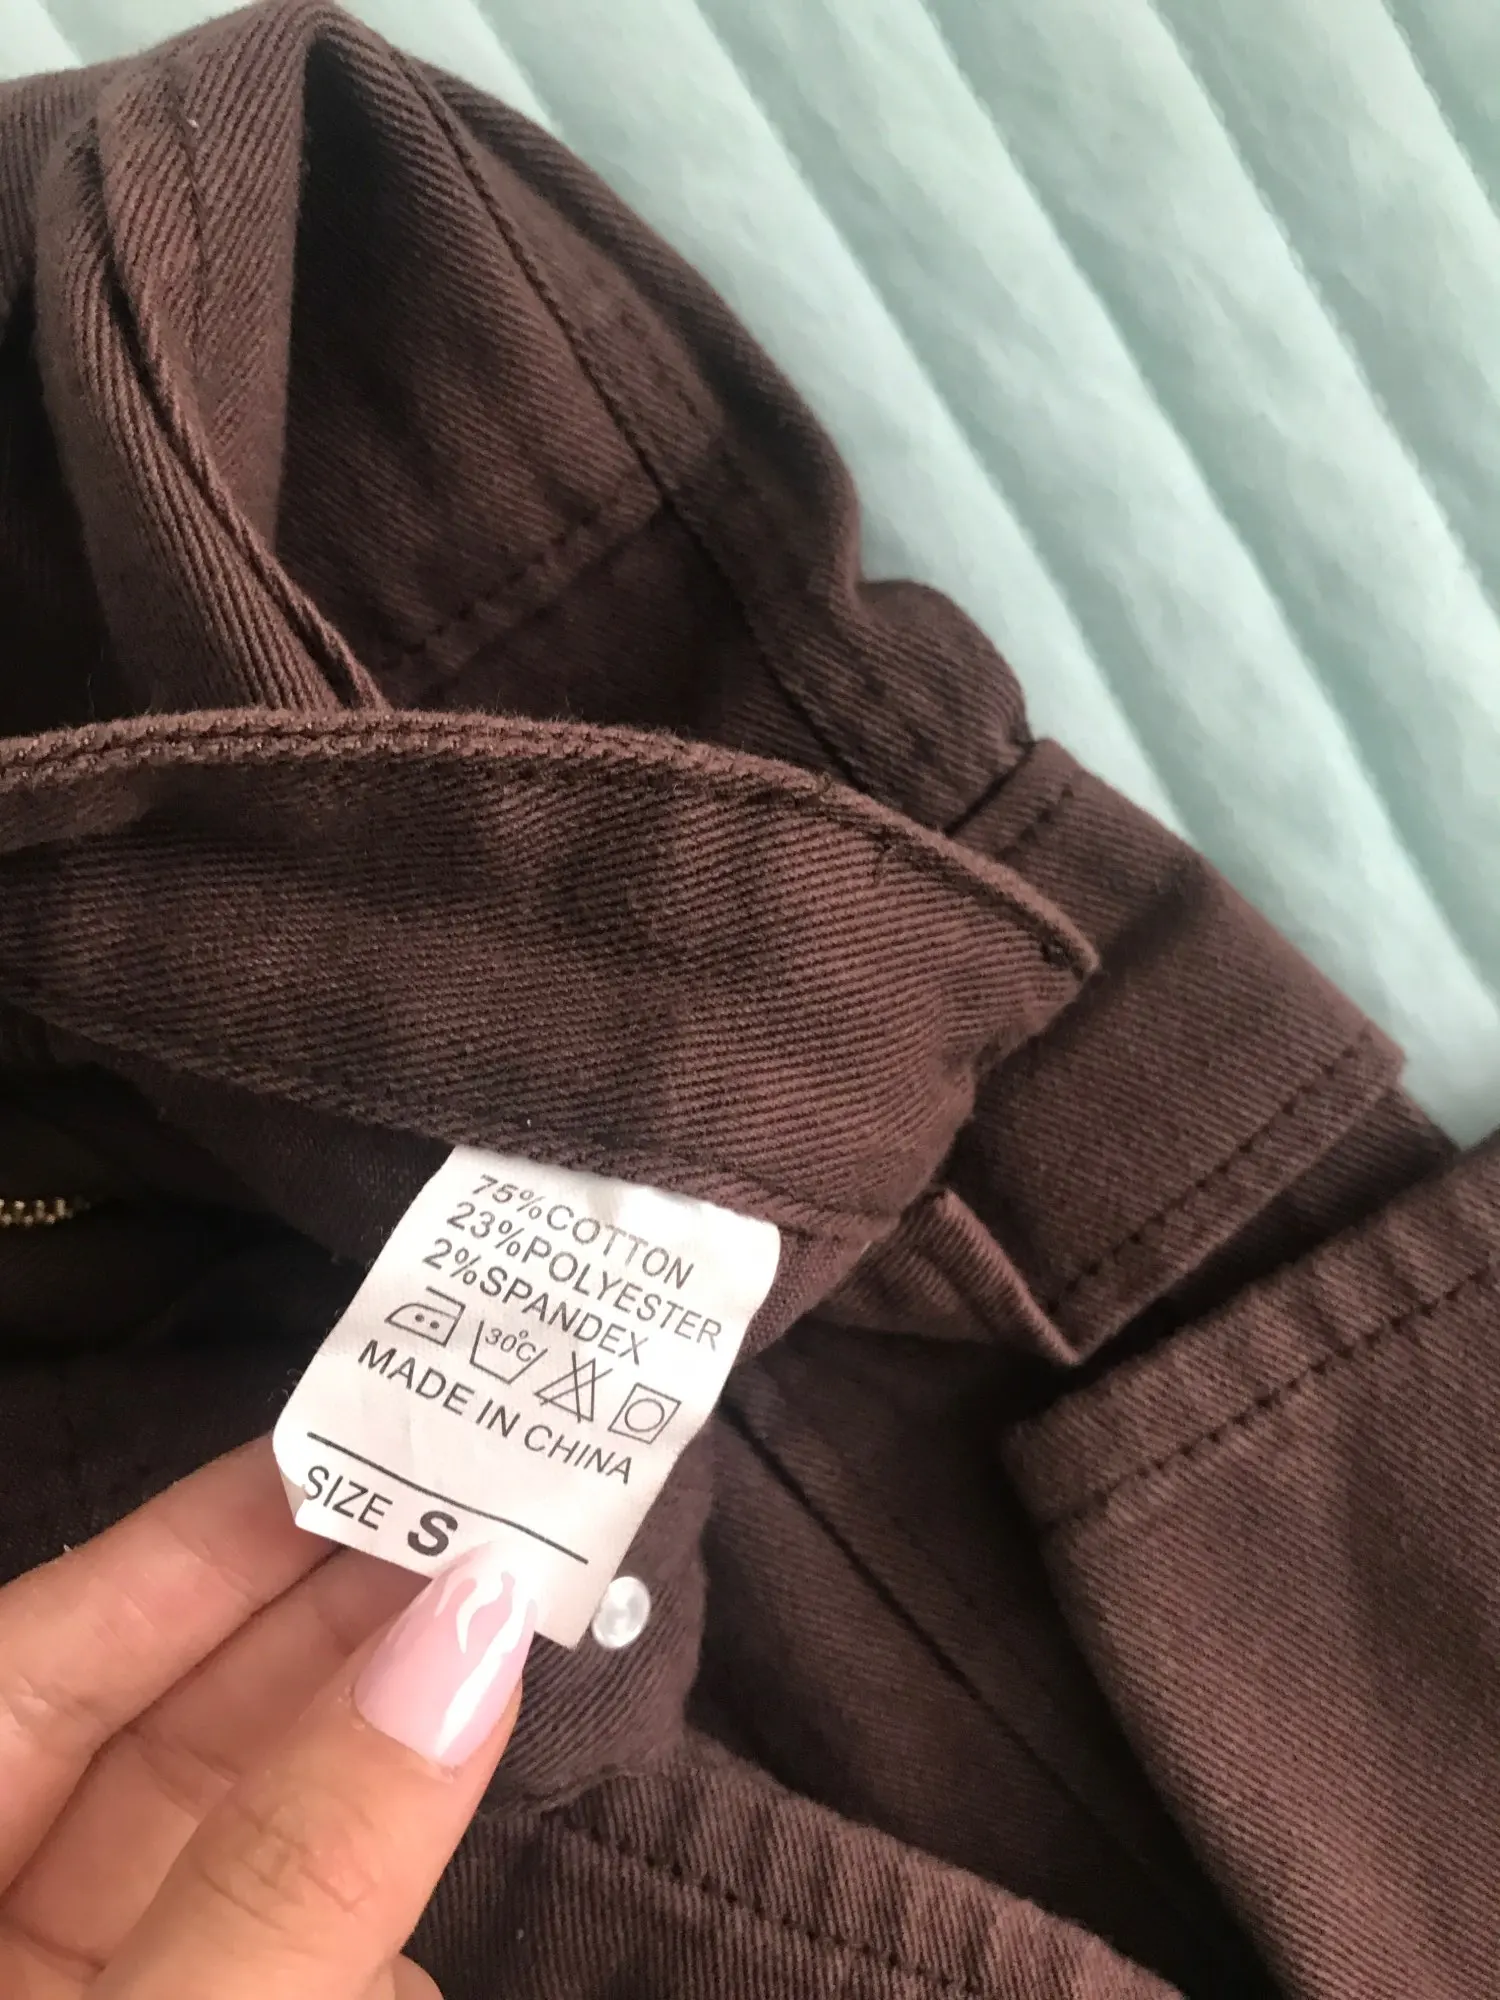 75%COTTON
23%POLYESTER
2%SPANDEX
30°C
MADE IN CHINA
SIZE S